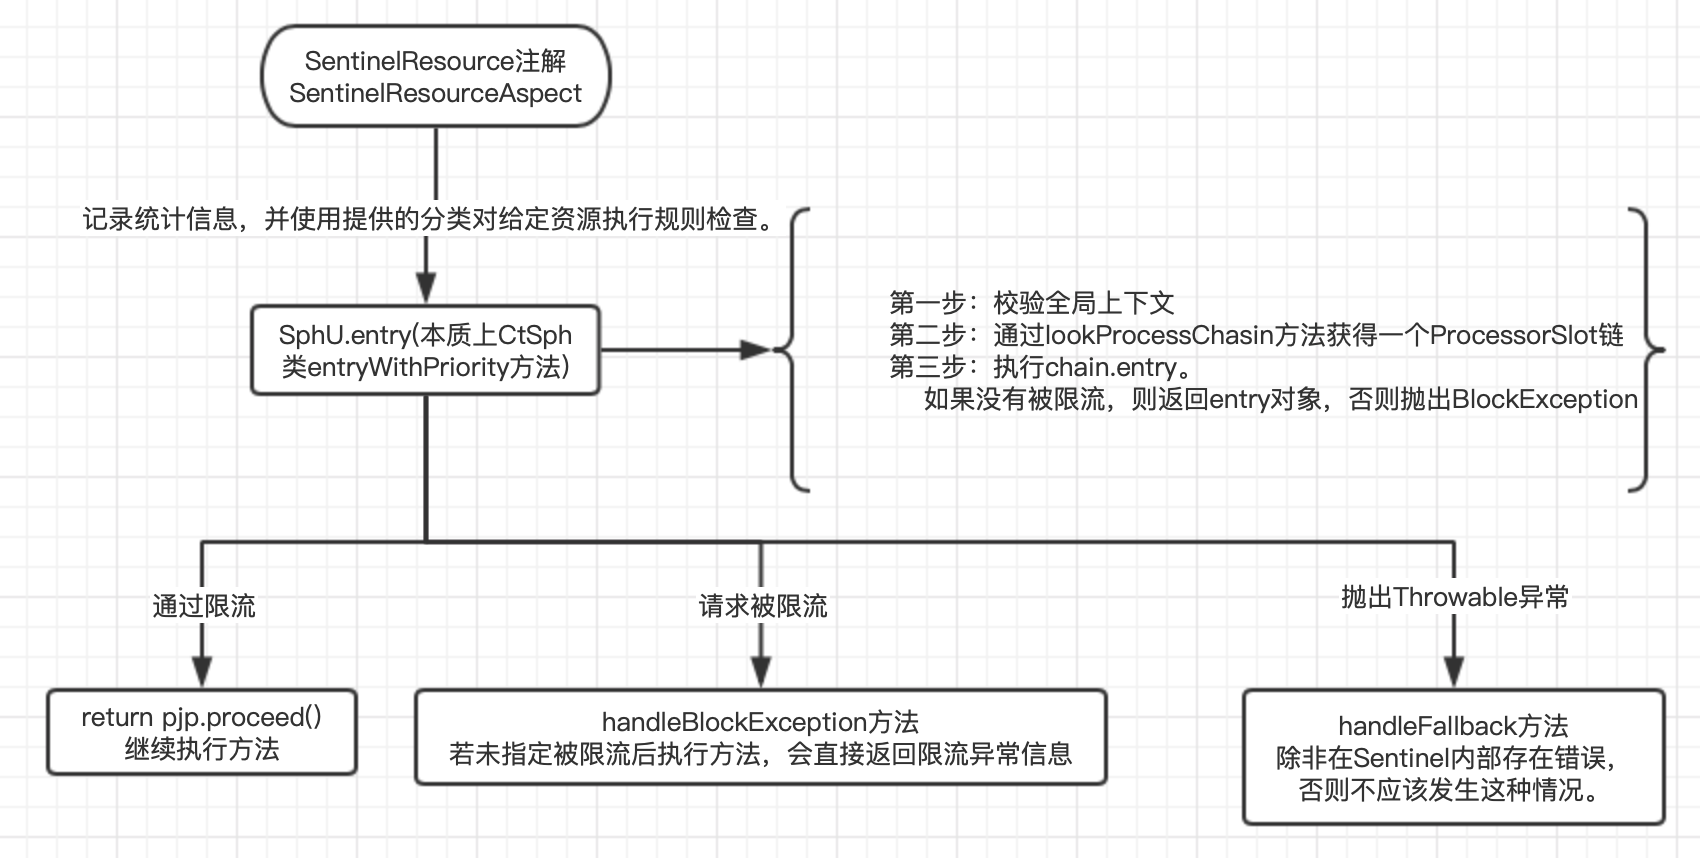 SentinelResource注解
SentinelResourceAspect
记录统计信息，并使用提供的分类对给定资源执行规则检查。
SphU.entry(本质上CtSph
类entryWithPriority方法)
第一步：校验全局上下文
第二步：通过lookProcessChasin方法获得一个ProcessorSlot链
第三步：执行chain.entry。
如果没有被限流，则返回entry对象，否则抛出BlockException
通过限流
请求被限流
抛出Throwable异常
return pjp.proceed()
继续执行方法
handleBlockException方法
若未指定被限流后执行方法，会直接返回限流异常信息
handleFallback方法
除非在Sentinel内部存在错误，
否则不应该发生这种情况。